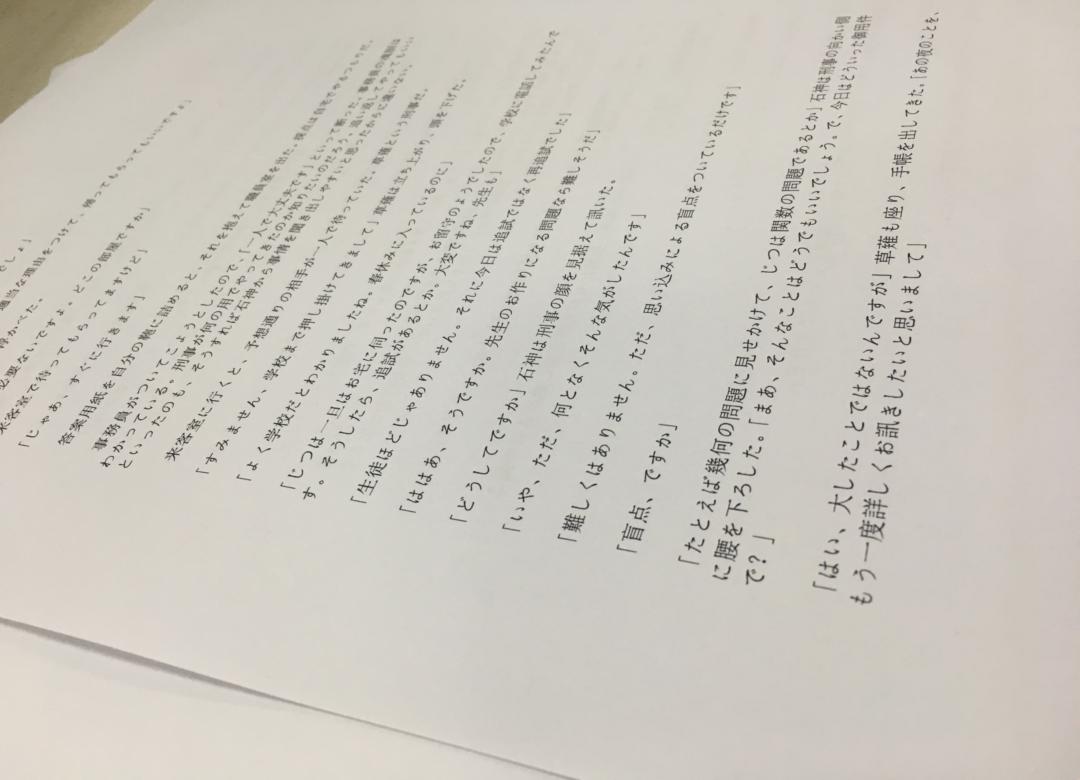 でしょ」
適当な理由をつけて、帰ってもらってもいいですが」
浮かべた。
必要ないですよ。どこの部屋ですか」
来客室で待ってもらってますけど」
「じゃあ、すぐに行きます」
答案用紙を自分の鞄に詰めると、それを抱えて職員室を出た。採点は自宅でやるつもりだ。
事務員がついてこようとしたので、「一人で大丈夫です」といって断った。事務員の魂胆は
わかっている。刑事が何の用でやってきたのか知りたいのだろう。追い返してやってもいい
といったのも、そうすれば石神から事情を聞き出しやすいと思ったからに違いない。
来客室に行くと、予想通りの相手が一人で待っていた。草薙という刑事だ。
「すみません、学校まで押し掛けてきまして」草薙は立ち上がり、頭を下げた。
「よく学校だとわかりましたね。春休みに入っているのに」
「じつは一旦はお宅に伺ったのですが、お留守のようでしたので、学校に電話してみたんで
す。そうしたら、追試があるとか。大変ですね、先生も」
「生徒ほどじゃありません。それに今日は追試ではなく再追試でした」
「ははあ、そうですか。先生のお作りになる問題なら難しそうだ」
「どうしてですか」石神は刑事の顔を見据えて訊いた。
「いや、ただ、何となくそんな気がしたんです」
「難しくはありません。ただ、思い込みによる盲点をついているだけです」
「盲点、ですか」
「たとえば幾何の問題に見せかけて、じつは関数の問題であるとか」石神は刑事の向かい側
に腰を下ろした。「まあ、そんなことはどうでもいいでしょう。で、今日はどういった御用件
で?」
「はい、大したことではないんですが」草薙も座り、手帳を出してきた。「あの夜のことを、
もう一度詳しくお訊きしたいと思いまして」